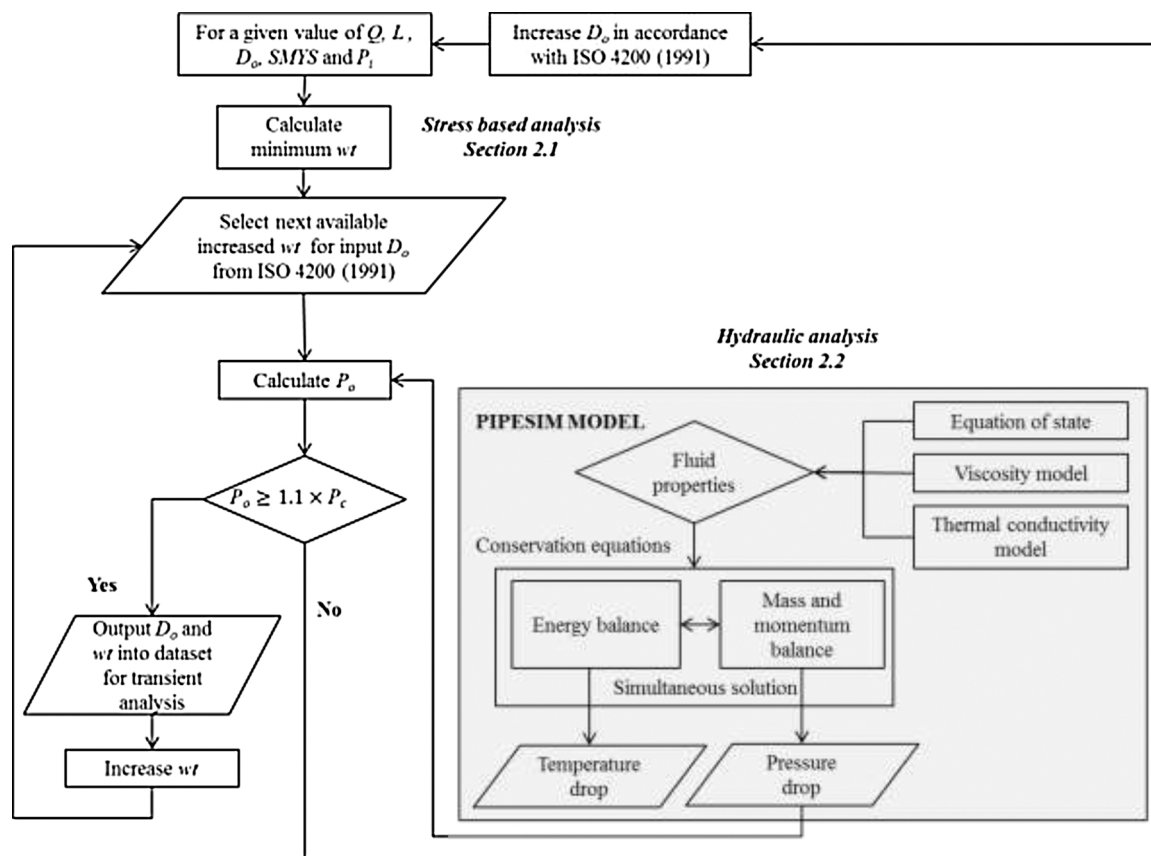 For a given value of Q, L,
Do, SMYS and P1
Increase Do in accordance
with ISO 4200 (1991)
Calculate
minimum wt
Stress based analysis
Section 2.1
Select next available
increased wt for input Do
from ISO 4200 (1991)
Hydraulic analysis
Section 2.2
Calculate Po
PIPESIM MODEL
Fluid
properties
Equation of state
Viscosity model
Thermal conductivity
model
Po ≥ 1.1 × Pc
Conservation equations
Yes
No
Energy balance
Mass and
momentum
balance
Simultaneous solution
Output Do and
wt into dataset
for transient
analysis
Increase wt
Temperature
drop
Pressure
drop